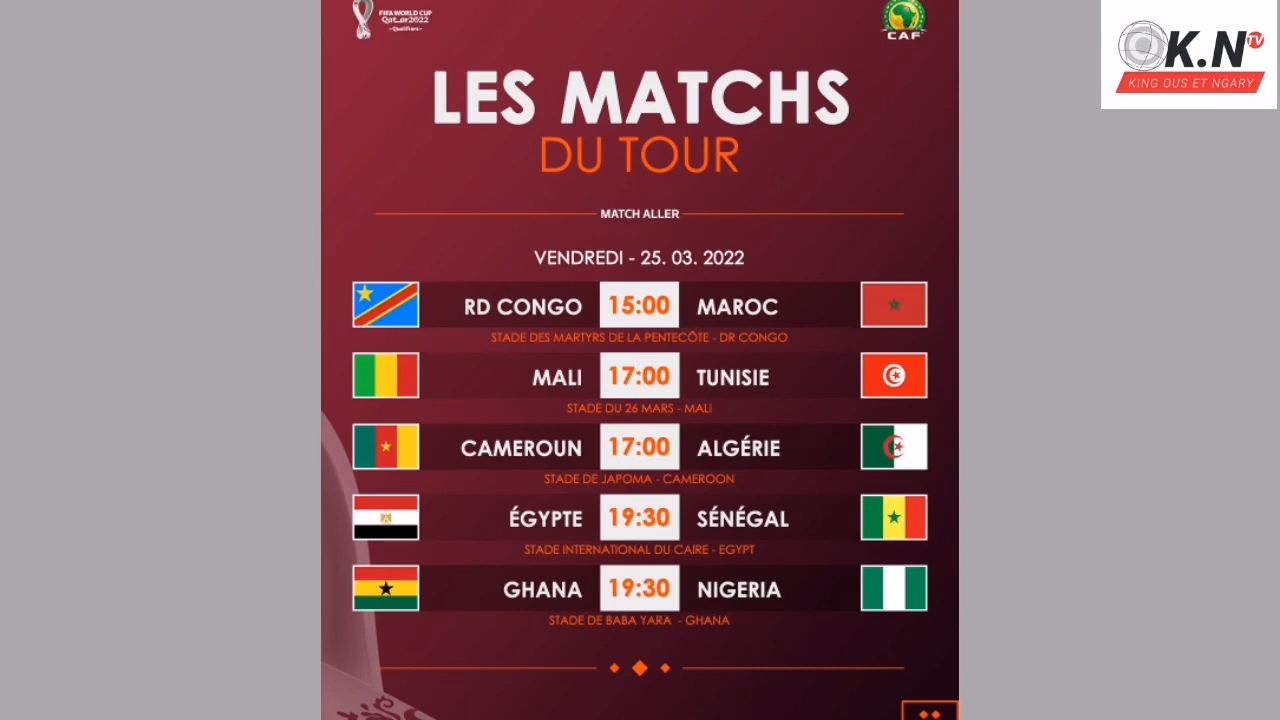 FIFA WORLD CUP
Qatar2022
Qualifiers
CAF
K.N TV
KING OUS ET NGARY
LES MATCHS
DU TOUR
MATCH ALLER
VENDREDI - 25. 03. 2022
RD CONGO 15:00 MAROC
STADE DES MARTYRS DE LA PENTECÔTE - DR CONGO
MALI 17:00 TUNISIE
STADE DU 26 MARS - MALI
CAMEROUN 17:00 ALGÉRIE
STADE DE JAPOMA - CAMEROON
ÉGYPTE 19:30 SÉNÉGAL
STADE INTERNATIONAL DU CAIRE - EGYPT
GHANA 19:30 NIGERIA
STADE DE BABA YARA - GHANA